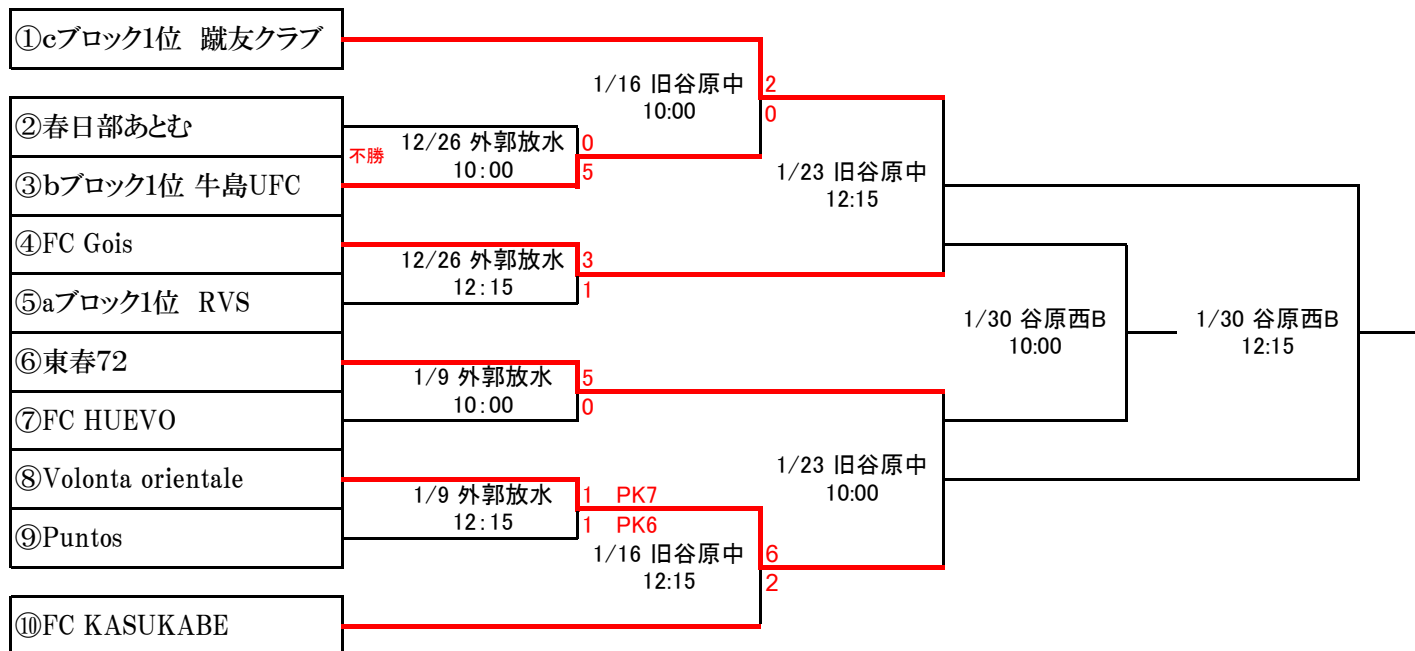 ①cブロック1位　蹴友クラブ
1/16 旧谷原中
10:00
2
0
②春日部あとむ
不勝
12/26 外郭放水
10:00
0
5
③bブロック1位 牛島UFC
1/23 旧谷原中
12:15
④FC Gois
12/26 外郭放水
12:15
3
1
⑤aブロック1位　RVS
1/30 谷原西B
10:00
1/30 谷原西B
12:15
⑥東春72
1/9 外郭放水
10:00
5
0
⑦FC HUEVO
1/23 旧谷原中
10:00
⑧Volonta orientale
1/9 外郭放水
12:15
1　PK7
1　PK6
⑨Puntos
1/16 旧谷原中
12:15
6
2
⑩FC KASUKABE